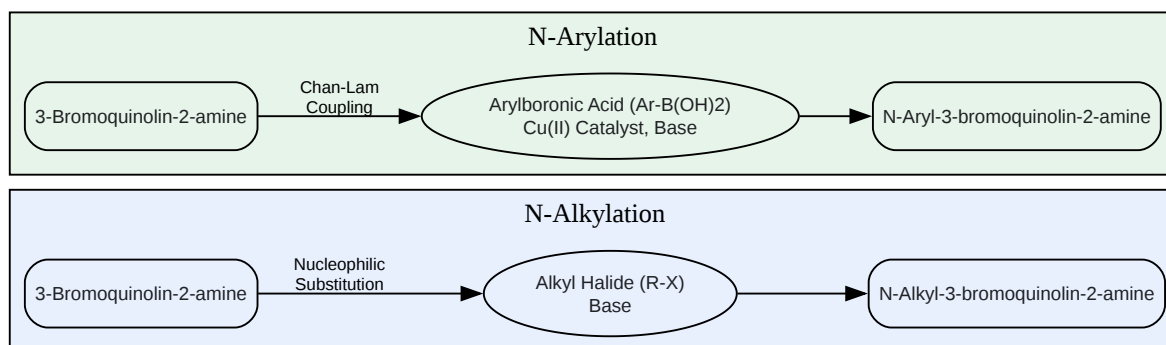 N-Arylation
3-Bromoquinolin-2-amine
Chan-Lam
Coupling
Arylboronic Acid (Ar-B(OH)2)
Cu(II) Catalyst, Base
N-Aryl-3-bromoquinolin-2-amine
N-Alkylation
3-Bromoquinolin-2-amine
Nucleophilic
Substitution
Alkyl Halide (R-X)
Base
N-Alkyl-3-bromoquinolin-2-amine